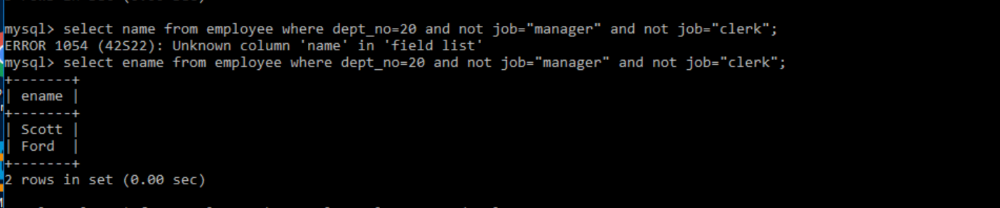 mysql> select name from employee where dept_no=20 and not job="manager" and not job="clerk";
ERROR 1054 (42S22): Unknown column 'name' in 'field list'
mysql> select ename from employee where dept_no=20 and not job="manager" and not job="clerk";
+-------+
| ename |
+-------+
| Scott |
| Ford  |
+-------+
2 rows in set (0.00 sec)